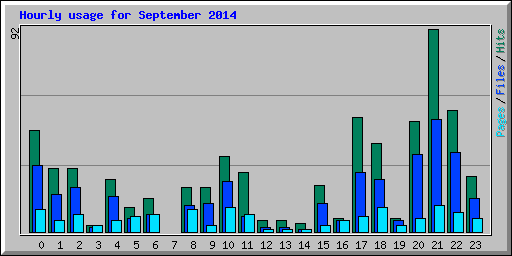 Hourly usage for September 2014
92
Pages / Files / Hits
0 1 2 3 4 5 6 7 8 9 10 11 12 13 14 15 16 17 18 19 20 21 22 23